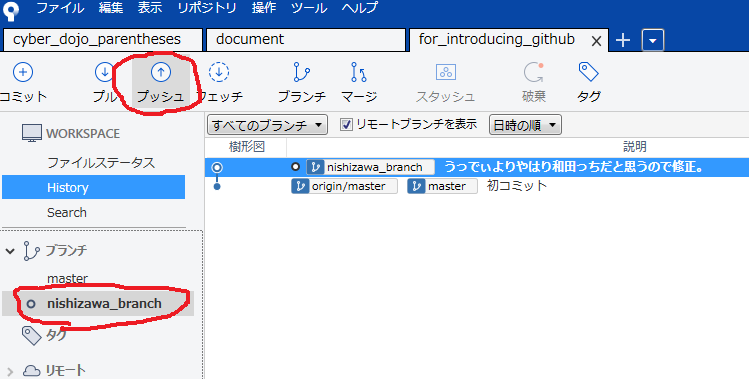 ファイル 編集 表示 リポジトリ 操作 ツール ヘルプ
cyber_dojo_parentheses document for_introducing_github
コミット プル プッシュ フェッチ ブランチ マージ スタッシュ 破棄 タグ
WORKSPACE
ファイルステータス
History
Search
ブランチ
master
nishizawa_branch
タグ
リモート
すべてのブランチ リモートブランチを表示 日時の順
樹形図 説明
nishizawa_branch うっでぃよりやはり和田っちだと思うので修正。
origin/master master 初コミット